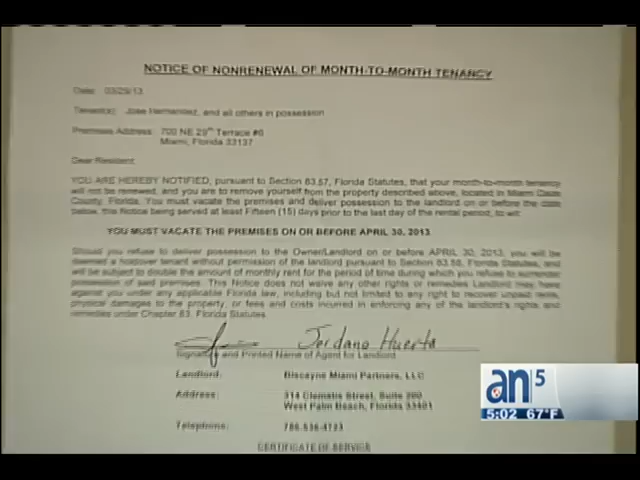 NOTICE OF NONRENEWAL OF MONTH-TO-MONTH TENANCY
Date: 03/29/13
Tenant(s): Jose Hernandez, and all others in possession
Premises Address: 700 NE 29th Terrace #6
Miami, Florida 33137
Dear Resident:
YOU ARE HEREBY NOTIFIED, pursuant to Section 83.57, Florida Statutes, that your month-to-month tenancy
will not be renewed, and you are to remove yourself from the property described above, located in Miami Dade
County, Florida. You must vacate the premises and deliver possession to the landlord on or before the date
below, this Notice being served at least Fifteen (15) days prior to the last day of the rental period, to wit:
YOU MUST VACATE THE PREMISES ON OR BEFORE APRIL 30, 2013
Should you refuse to deliver possession to the Owner/Landlord on or before APRIL 30, 2013, you will be
deemed a holdover tenant without permission of the landlord pursuant to Section 83.58, Florida Statutes, and
will be subject to double the amount of monthly rent for the period of time during which you refuse to surrender
possession of said premises. This Notice does not waive any other rights or remedies Landlord may have
against you under any applicable Florida law, including but not limited to any right to recover unpaid rents,
physical damages to the property, or fees and costs incurred in enforcing any of the landlord's rights and
remedies under Chapter 83, Florida Statutes.
Jordano Huerta
Signature and Printed Name of Agent for Landlord
Landlord: Biscayne Miami Partners, LLC
Address: 314 Clematis Street, Suite 200
West Palm Beach, Florida 33401
Telephone:
CERTIFICATE OF SERVICE
an 5
5:02 67°F